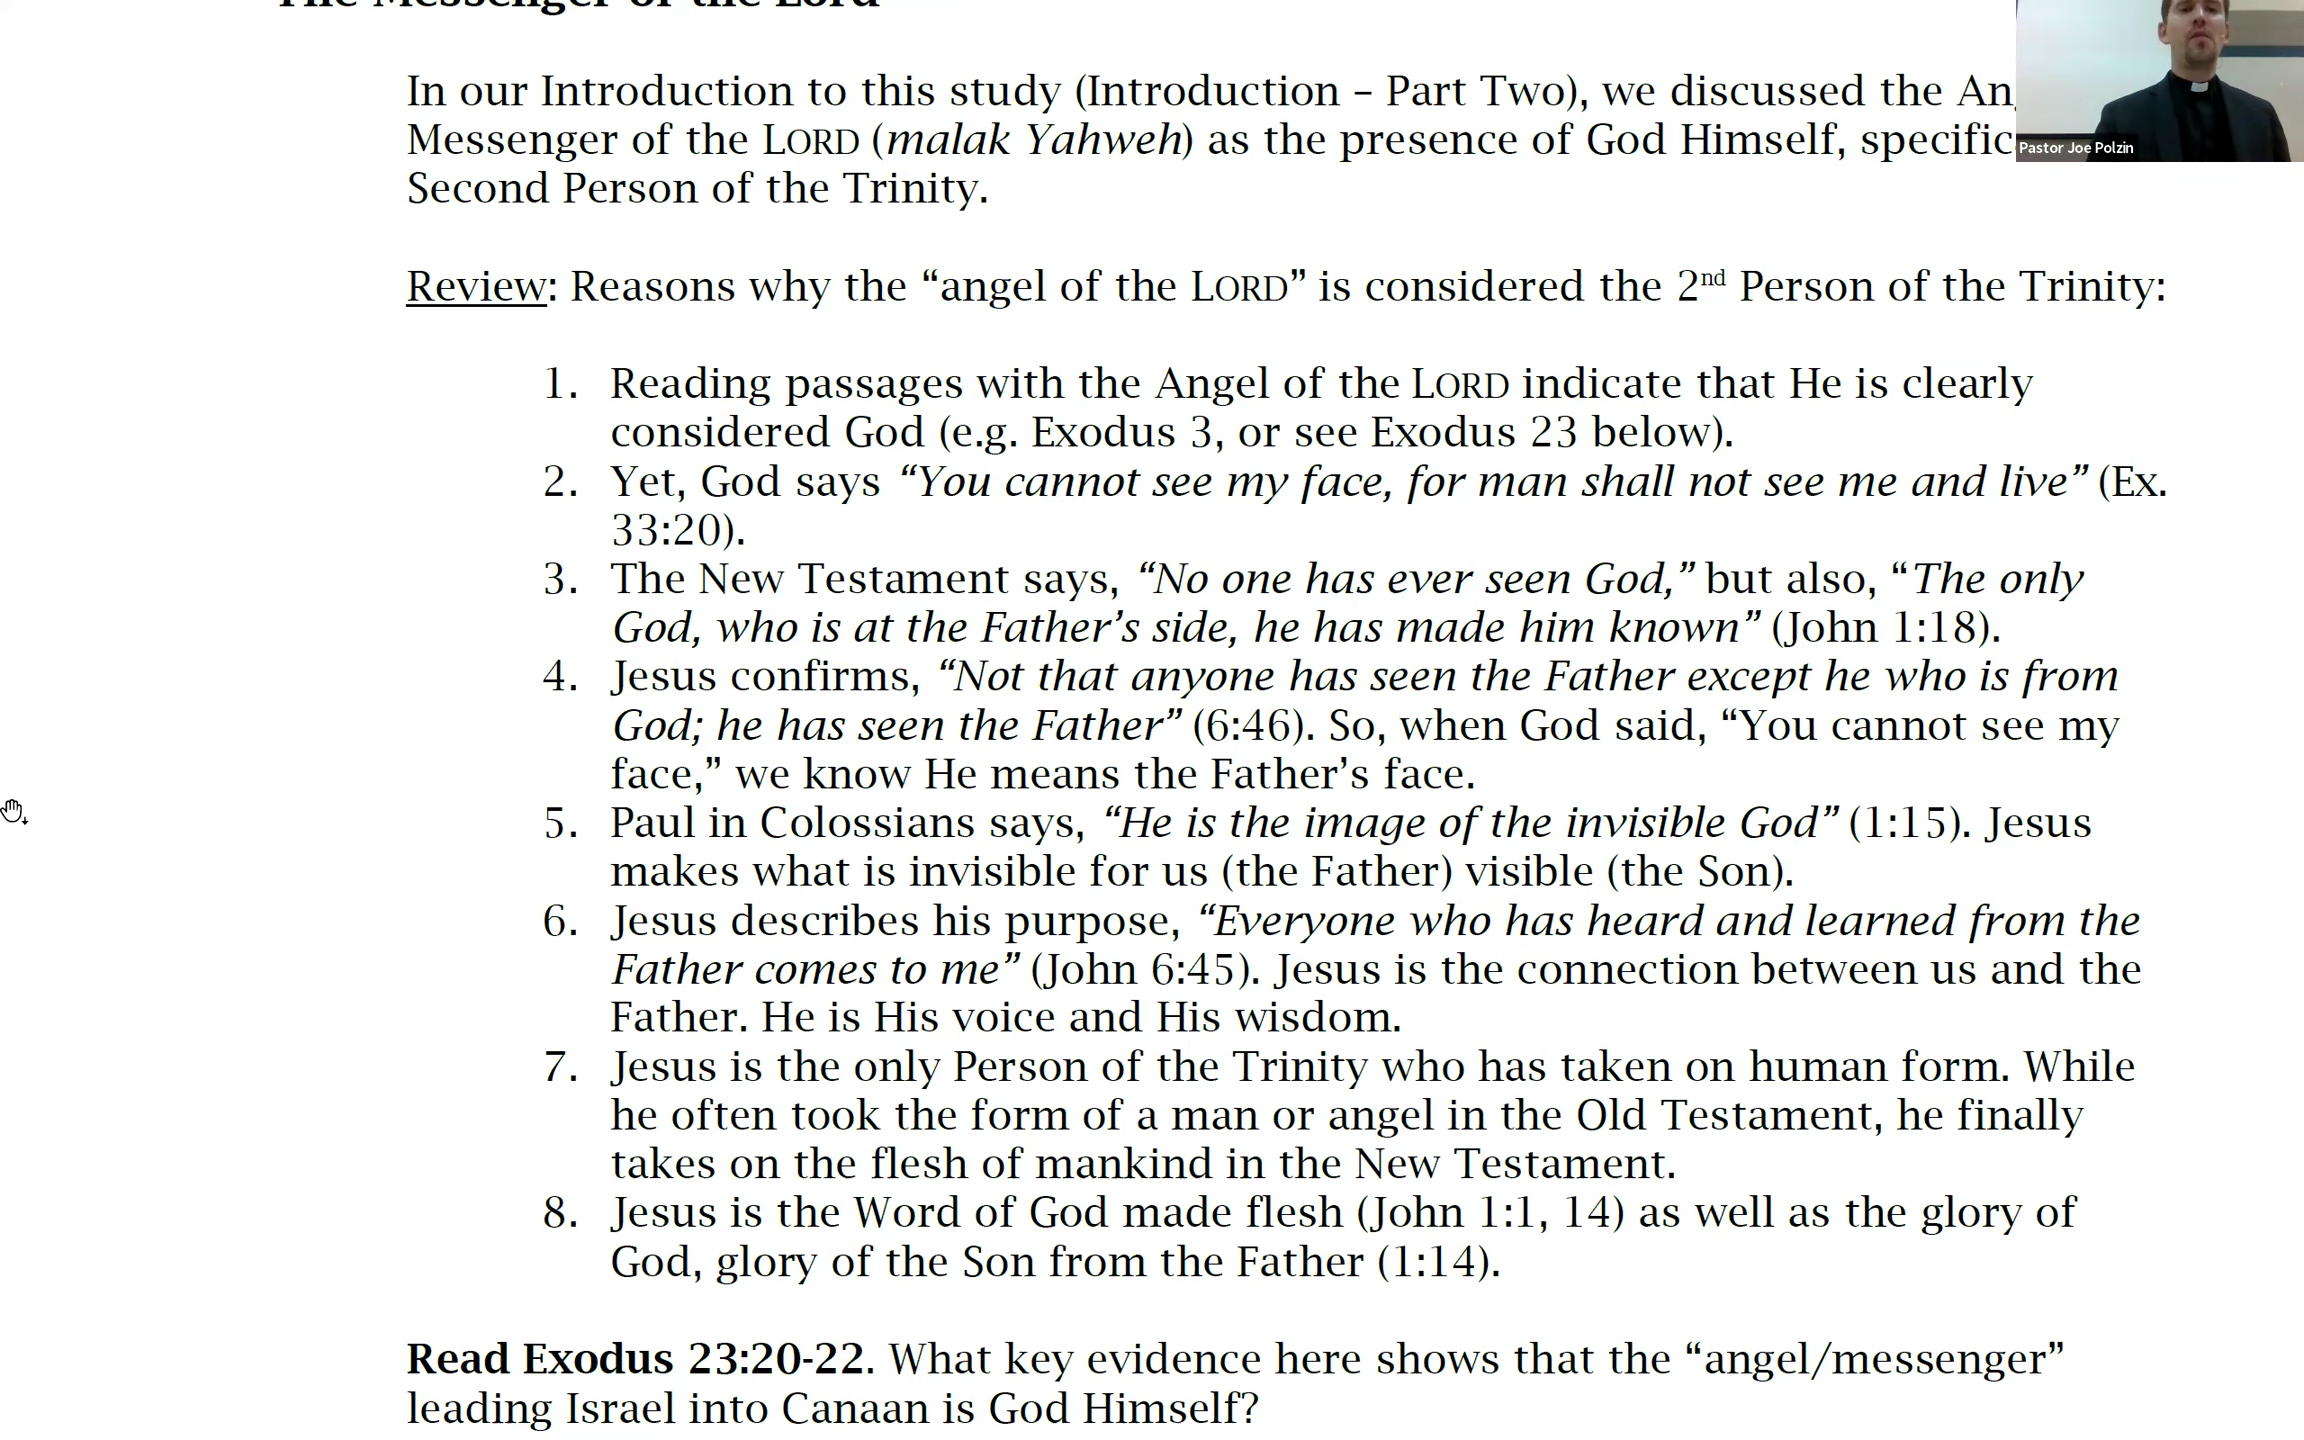 The Messenger of the Lord
In our Introduction to this study (Introduction – Part Two), we discussed the
Messenger of the LORD (malak Yahweh) as the presence of God Himself,
Second Person of the Trinity.
Pastor Joe Polzin
Review: Reasons why the “angel of the LORD” is considered the 2nd Person of the Trinity:
1. Reading passages with the Angel of the LORD indicate that He is clearly
considered God (e.g. Exodus 3, or see Exodus 23 below).
2. Yet, God says “You cannot see my face, for man shall not see me and live” (Ex.
33:20).
3. The New Testament says, “No one has ever seen God,” but also, “The only
God, who is at the Father’s side, he has made him known” (John 1:18).
4. Jesus confirms, “Not that anyone has seen the Father except he who is from
God; he has seen the Father” (6:46). So, when God said, “You cannot see my
face,” we know He means the Father’s face.
5. Paul in Colossians says, “He is the image of the invisible God” (1:15). Jesus
makes what is invisible for us (the Father) visible (the Son).
6. Jesus describes his purpose, “Everyone who has heard and learned from the
Father comes to me” (John 6:45). Jesus is the connection between us and the
Father. He is His voice and His wisdom.
7. Jesus is the only Person of the Trinity who has taken on human form. While
he often took the form of a man or angel in the Old Testament, he finally
takes on the flesh of mankind in the New Testament.
8. Jesus is the Word of God made flesh (John 1:1, 14) as well as the glory of
God, glory of the Son from the Father (1:14).
Read Exodus 23:20-22. What key evidence here shows that the “angel/messenger”
leading Israel into Canaan is God Himself?